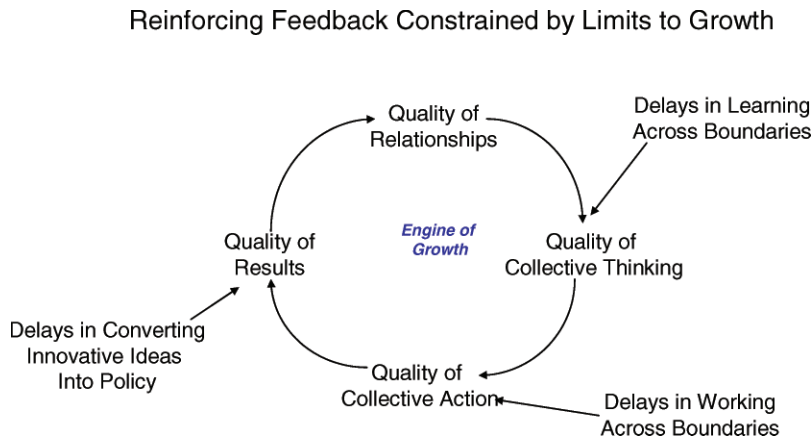 Reinforcing Feedback Constrained by Limits to Growth
Quality of
Relationships
Delays in Learning
Across Boundaries
Engine of
Growth
Quality of
Results
Quality of
Collective Thinking
Delays in Converting
Innovative Ideas
Into Policy
Quality of
Collective Action
Delays in Working
Across Boundaries